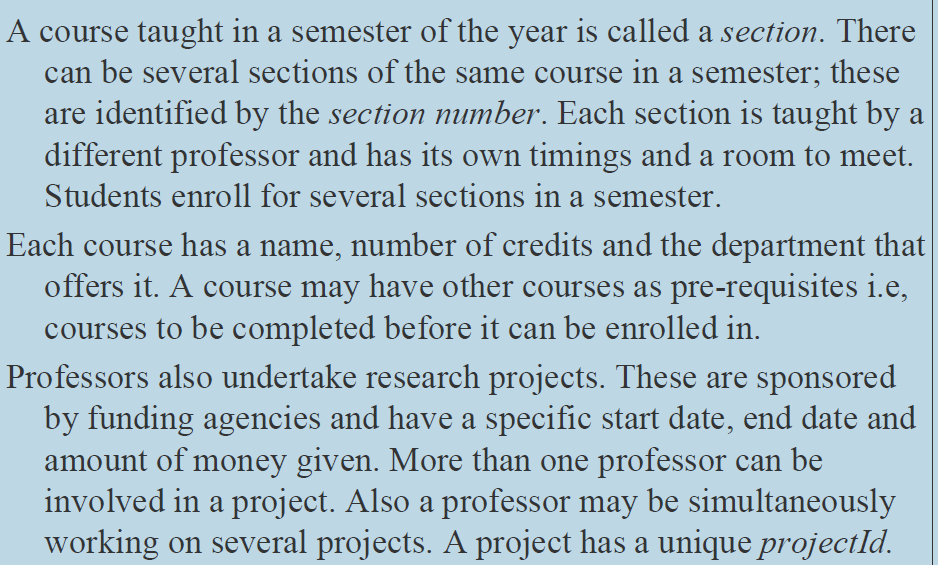 A course taught in a semester of the year is called a section. There
can be several sections of the same course in a semester; these
are identified by the section number. Each section is taught by a
different professor and has its own timings and a room to meet.
Students enroll for several sections in a semester.
Each course has a name, number of credits and the department that
offers it. A course may have other courses as pre-requisites i.e,
courses to be completed before it can be enrolled in.
Professors also undertake research projects. These are sponsored
by funding agencies and have a specific start date, end date and
amount of money given. More than one professor can be
involved in a project. Also a professor may be simultaneously
working on several projects. A project has a unique projectId.